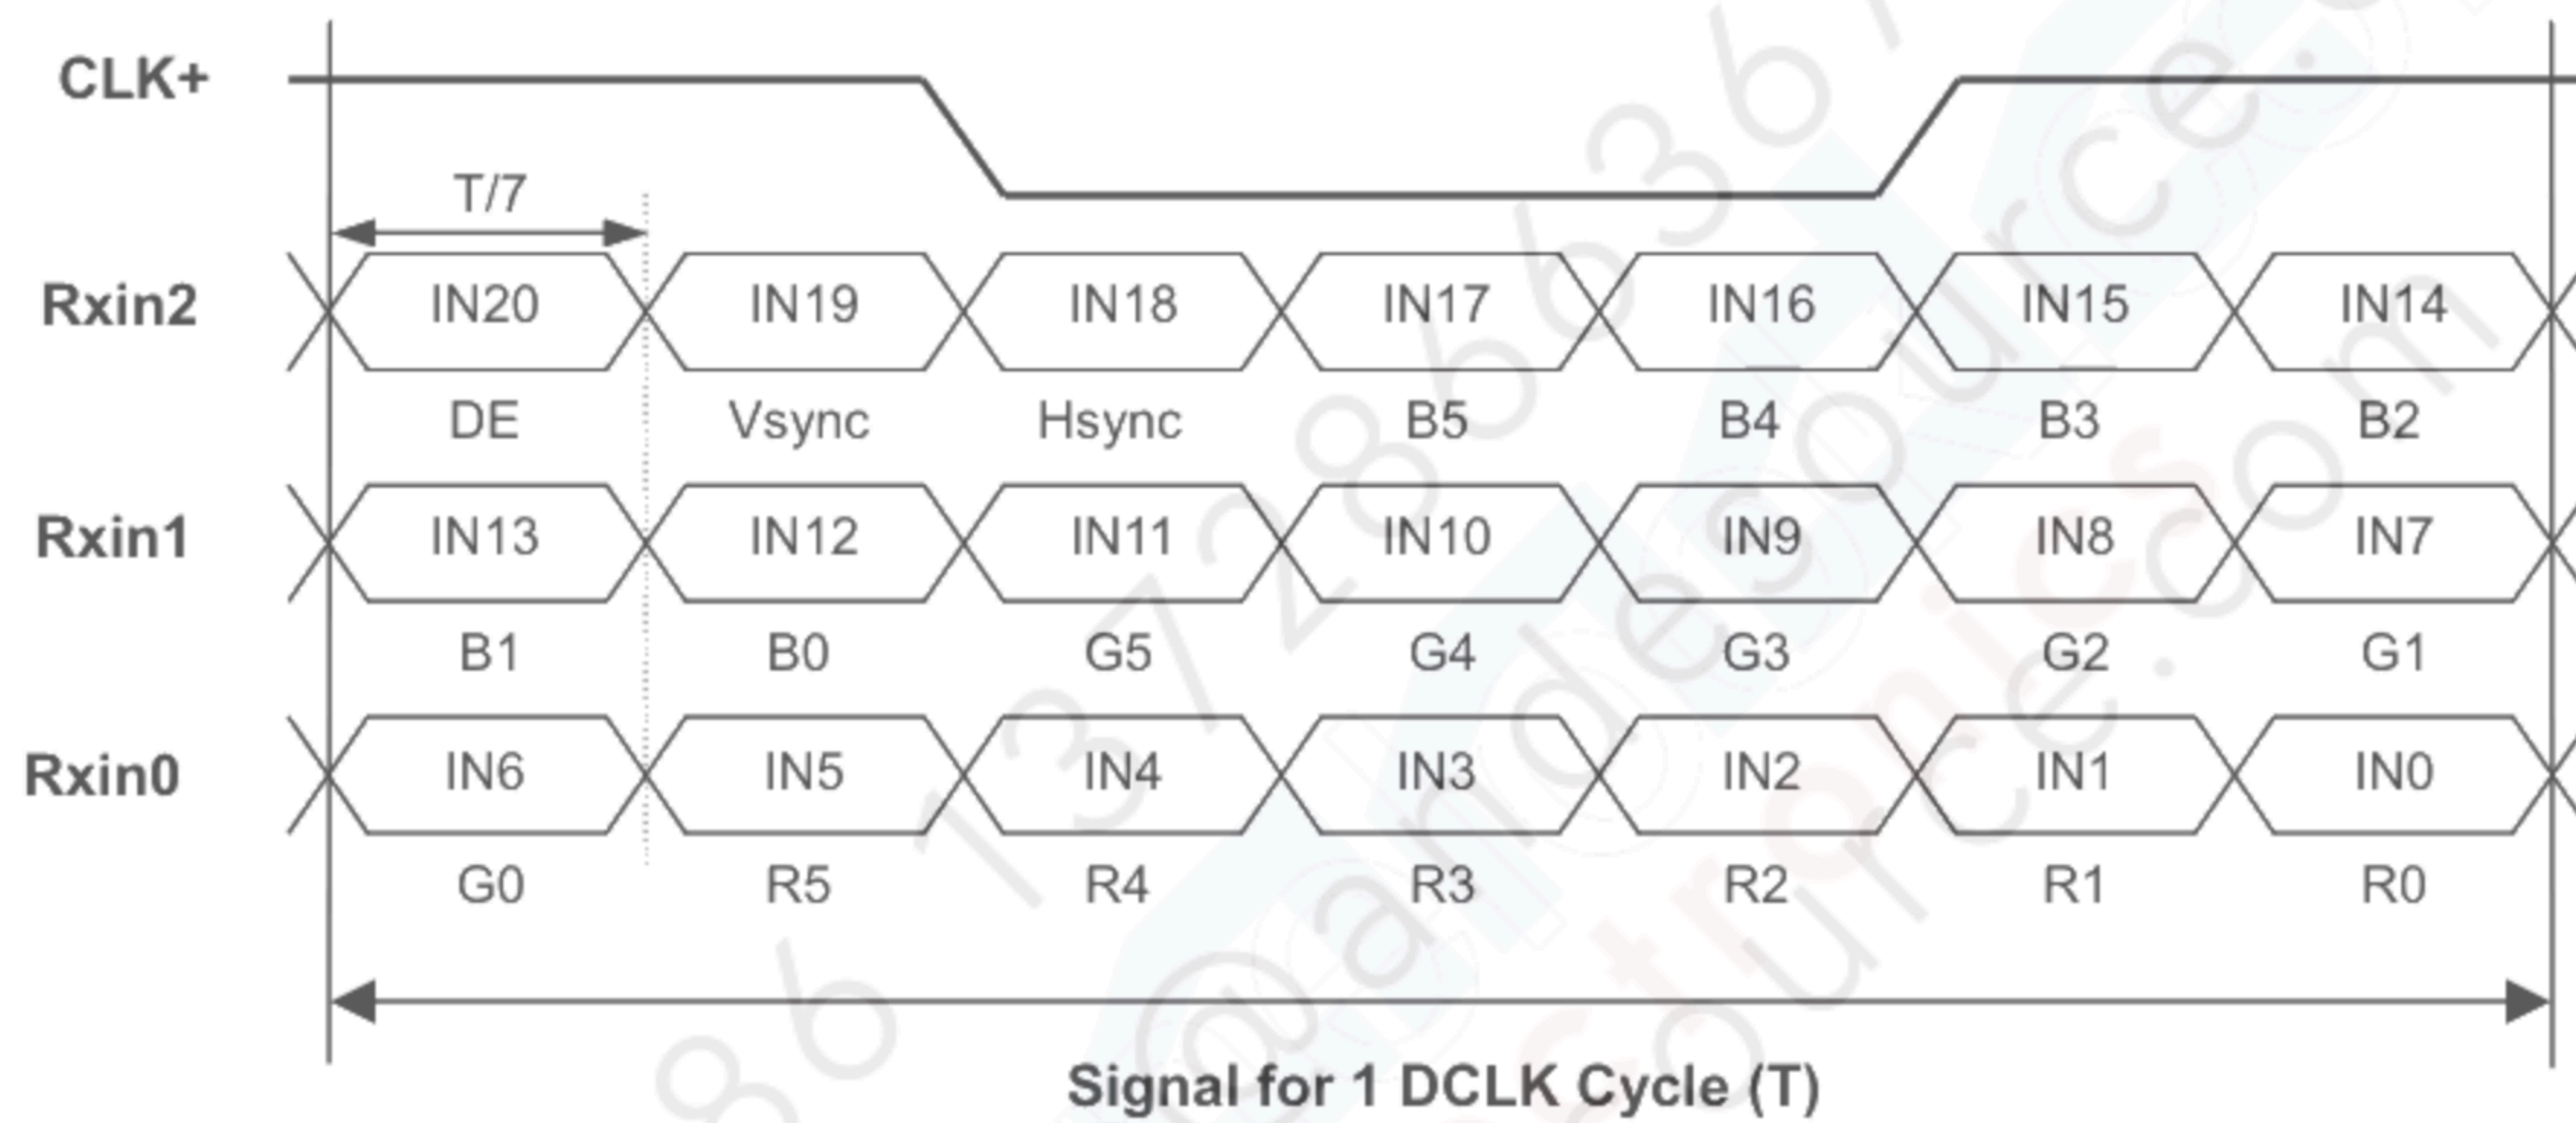 CLK+
T/7
Rxin2 IN20 IN19 IN18 IN17 IN16 IN15 IN14
DE Vsync Hsync B5 B4 B3 B2
Rxin1 IN13 IN12 IN11 IN10 IN9 IN8 IN7
B1 B0 G5 G4 G3 G2 G1
Rxin0 IN6 IN5 IN4 IN3 IN2 IN1 IN0
G0 R5 R4 R3 R2 R1 R0
Signal for 1 DCLK Cycle (T)